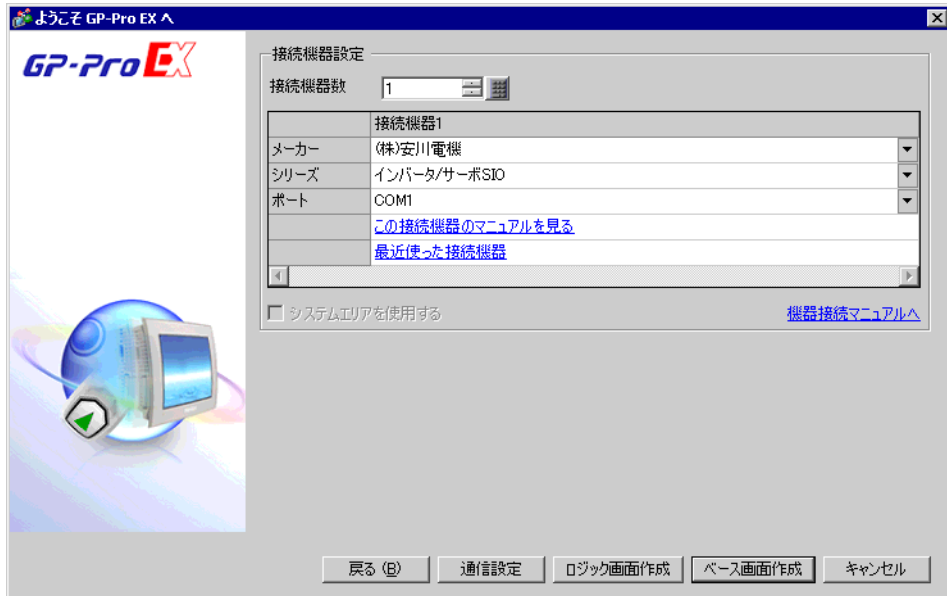 ようこそ GP-Pro EX へ
GP-Pro EX
接続機器設定
接続機器数 1
接続機器1
メーカー (株)安川電機
シリーズ インバータ/サーボSIO
ポート COM1
この接続機器のマニュアルを見る
最近使った接続機器
システムエリアを使用する 機器接続マニュアルへ
戻る (B) 通信設定 ロジック画面作成 ベース画面作成 キャンセル